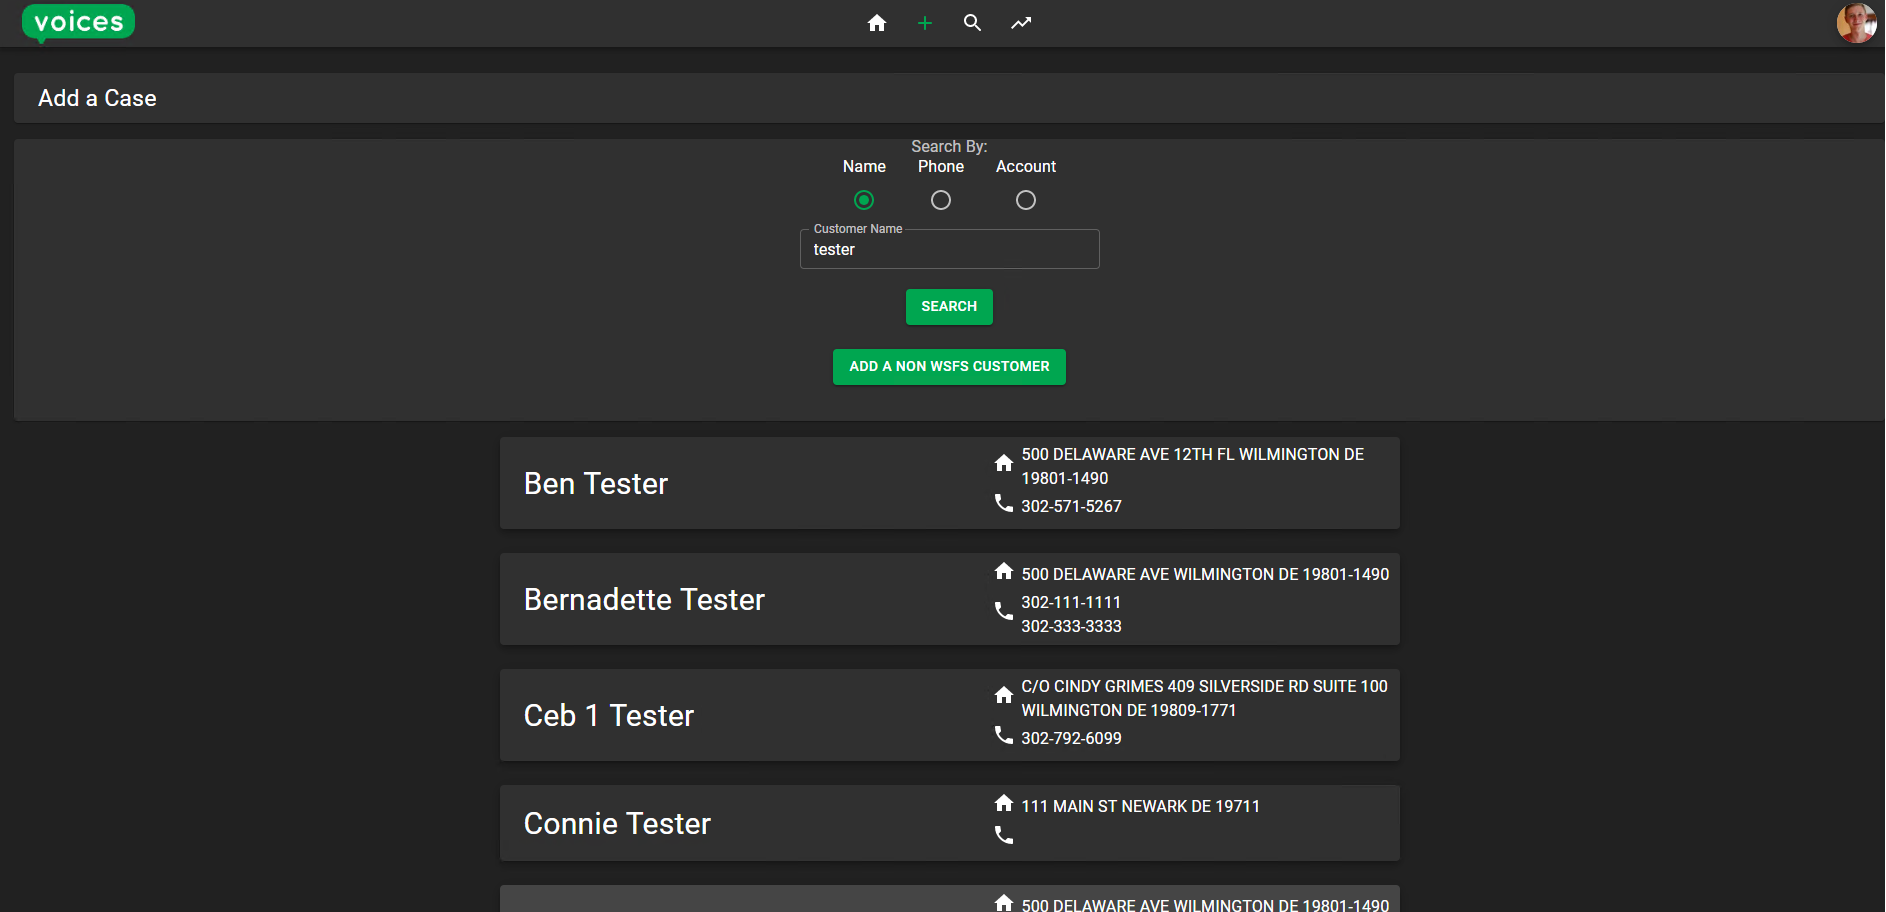 voices
Add a Case
Search By:
Name Phone Account
Customer Name
tester
SEARCH
ADD A NON WSFS CUSTOMER
Ben Tester
500 DELAWARE AVE 12TH FL WILMINGTON DE
19801-1490
302-571-5267
Bernadette Tester
500 DELAWARE AVE WILMINGTON DE 19801-1490
302-111-1111
302-333-3333
Ceb 1 Tester
C/O CINDY GRIMES 409 SILVERSIDE RD SUITE 100
WILMINGTON DE 19809-1771
302-792-6099
Connie Tester
111 MAIN ST NEWARK DE 19711
500 DELAWARE AVE WILMINGTON DE 19801-1490